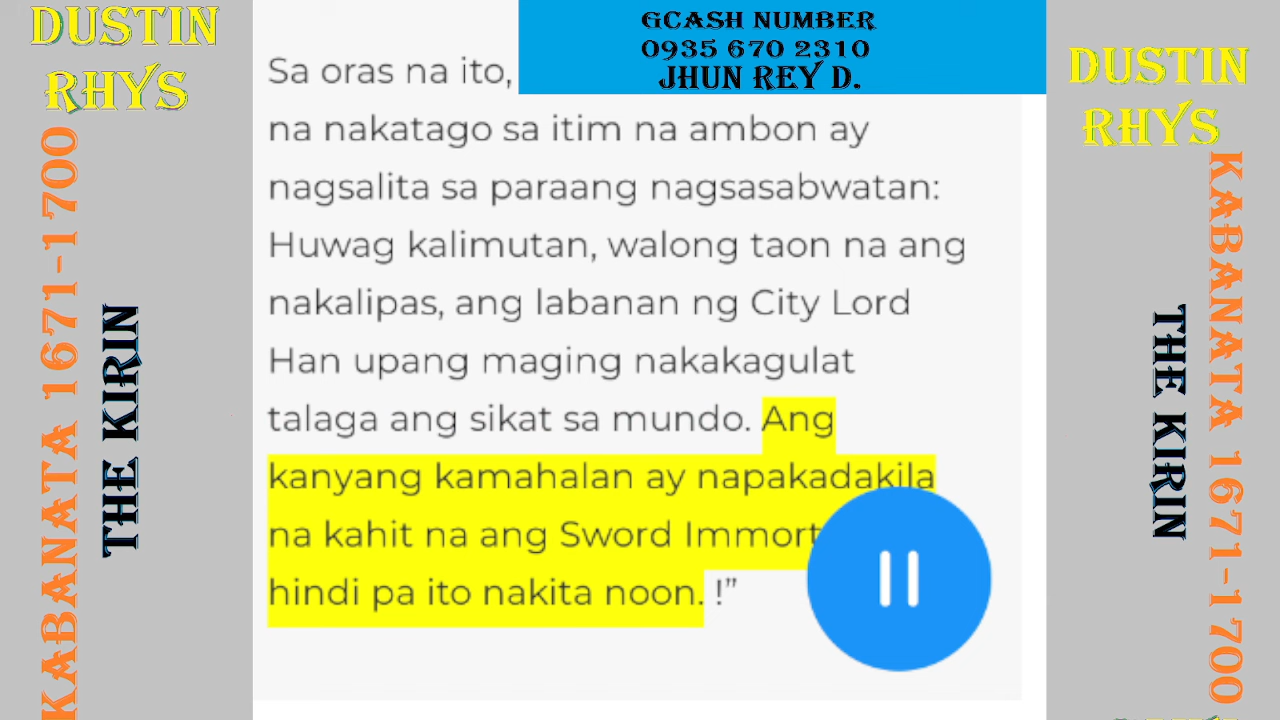 DUSTIN
RHYS
KABANATA 1671-1700
THE KIRIN
GCASH NUMBER
0935 670 2310
JHUN REY D.
Sa oras na ito,
na nakatago sa itim na ambon ay
nagsalita sa paraang nagsasabwatan:
Huwag kalimutan, walong taon na ang
nakalipas, ang labanan ng City Lord
Han upang maging nakakagulat
talaga ang sikat sa mundo. Ang
kanyang kamahalan ay napakadakila
na kahit na ang Sword
hindi pa ito nakita noon. !”
DUSTIN
RHYS
KABANATA 1671-1700
THE KIRIN